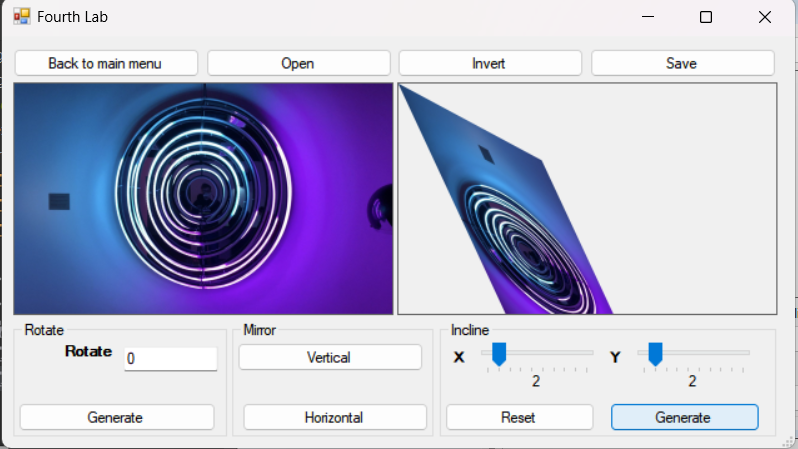 Fourth Lab
Back to main menu
Open
Invert
Save
Rotate
Rotate
0
Generate
Mirror
Vertical
Horizontal
Incline
X
2
Y
2
Reset
Generate